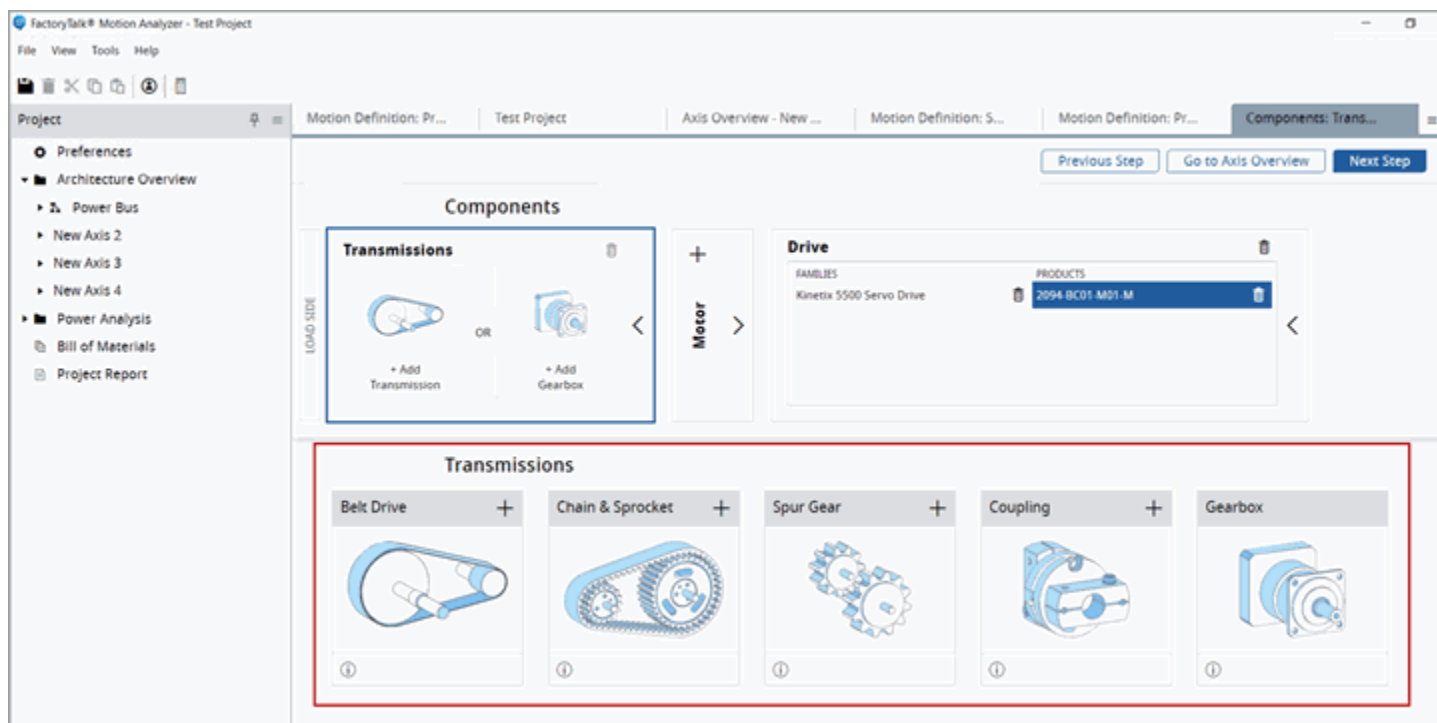 FactoryTalk® Motion Analyzer - Test Project
File View Tools Help
Project
Preferences
Architecture Overview
Power Bus
New Axis 2
New Axis 3
New Axis 4
Power Analysis
Bill of Materials
Project Report
Motion Definition: Pr... Test Project Axis Overview - New ... Motion Definition: S... Motion Definition: Pr... Components: Trans...
Previous Step Go to Axis Overview Next Step
Components
LOAD SIDE
Transmissions
OR
+ Add
Transmission
+ Add
Gearbox
Motor
Drive
FAMILIES PRODUCTS
Kinetix 5500 Servo Drive 2094-BC01-M01-M
Transmissions
Belt Drive Chain & Sprocket Spur Gear Coupling Gearbox